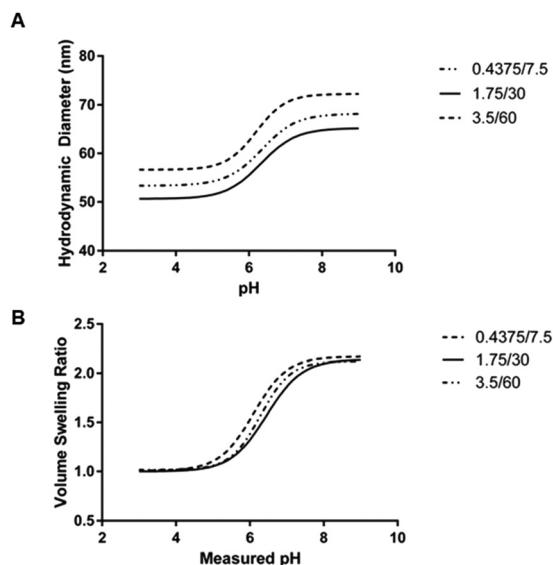 A
80
70
60
50
40
Hydrodynamic Diameter (nm)
2 4 6 8 10
pH
0.4375/7.5
1.75/30
3.5/60
B
2.5
2.0
1.5
1.0
0.5
Volume Swelling Ratio
2 4 6 8 10
Measured pH
0.4375/7.5
1.75/30
3.5/60